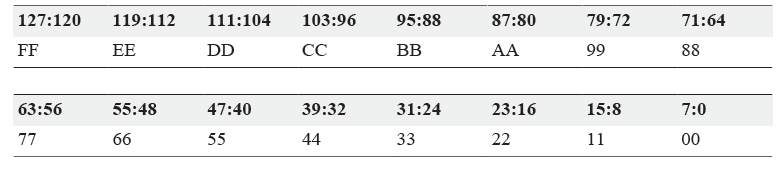 127:120 119:112 111:104 103:96 95:88 87:80 79:72 71:64
FF EE DD CC BB AA 99 88
63:56 55:48 47:40 39:32 31:24 23:16 15:8 7:0
77 66 55 44 33 22 11 00